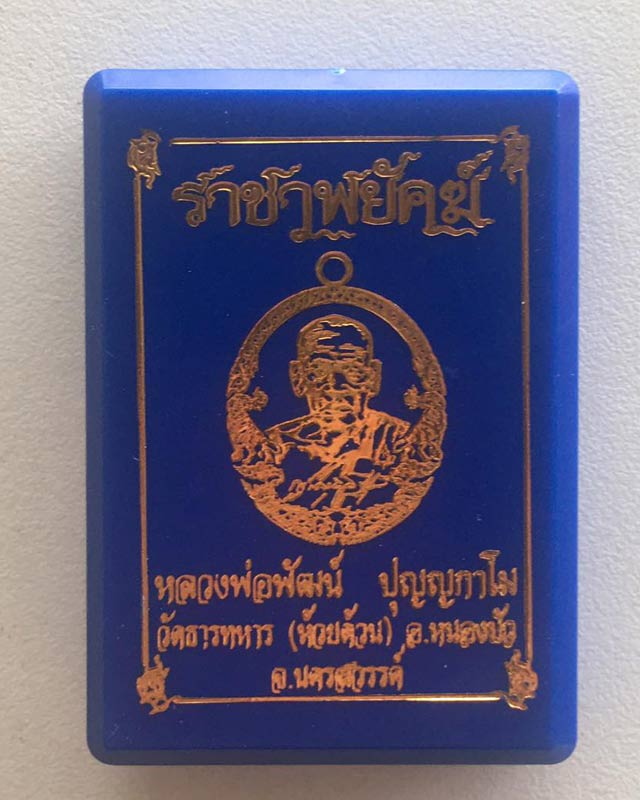 ราชาพยัคฆ์
หลวงพ่อพัฒน์ ปุญญกาโม
วัดธารทหาร (ห้วยด้วน) อ.หนองบัว
จ.นครสวรรค์